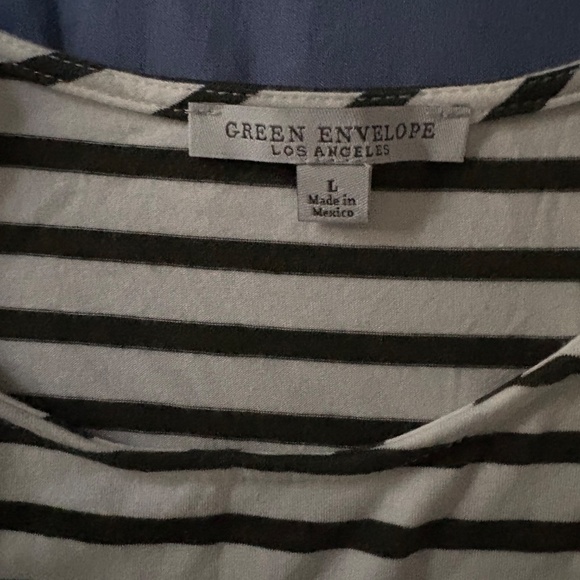 GREEN ENVELOPE
LOS ANGELES
L
Made in
Mexico